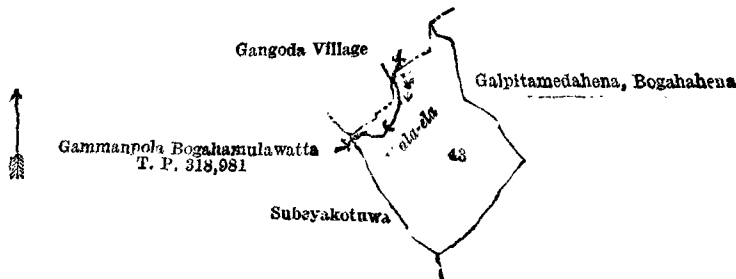 Gangoda Village
Galpitamedahena, Bogahahena
Gammanpola Bogahamulawatta
T. P. 318,981
43
Subeyakotuwa